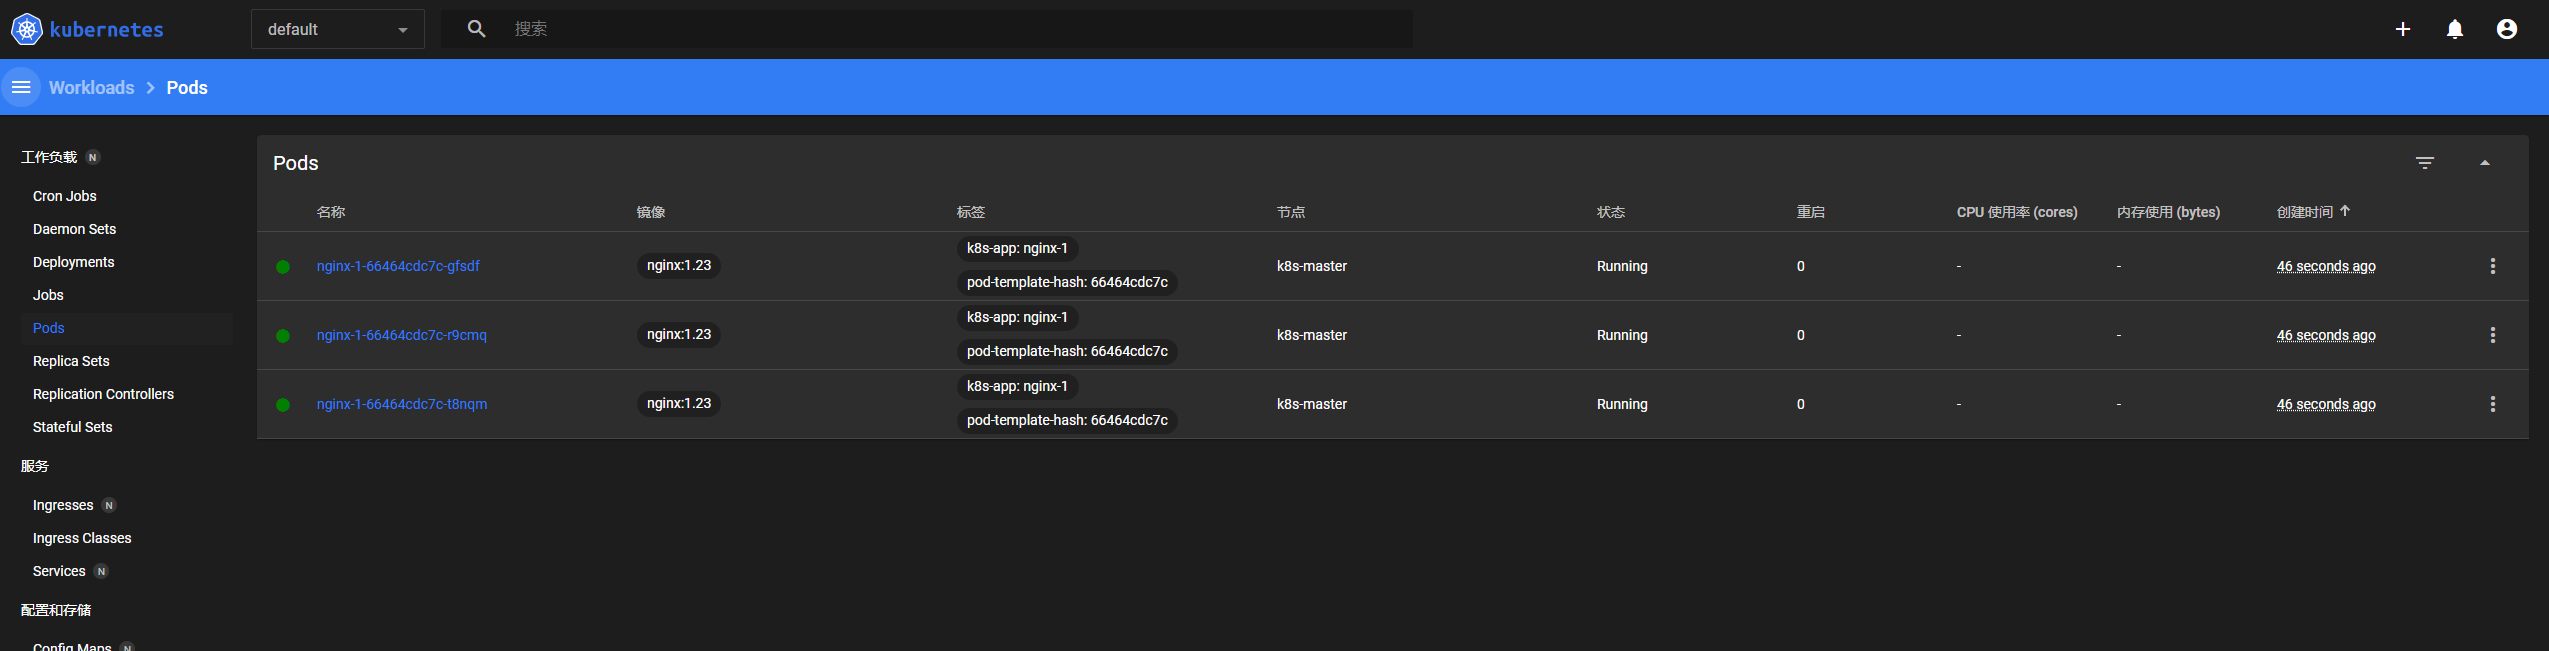 kubernetes
default
搜索
Workloads
Pods
工作负载 N
Cron Jobs
Daemon Sets
Deployments
Jobs
Pods
Replica Sets
Replication Controllers
Stateful Sets
服务
Ingresses N
Ingress Classes
Services N
配置和存储
Config Maps N
Pods
名称 镜像 标签 节点 状态 重启 CPU 使用率 (cores) 内存使用 (bytes) 创建时间
k8s-app: nginx-1
nginx-1-66464cdc7c-gfsdf nginx:1.23 k8s-master Running 0 - - 46 seconds ago
pod-template-hash: 66464cdc7c
k8s-app: nginx-1
nginx-1-66464cdc7c-r9cmq nginx:1.23 k8s-master Running 0 - - 46 seconds ago
pod-template-hash: 66464cdc7c
k8s-app: nginx-1
nginx-1-66464cdc7c-t8nqm nginx:1.23 k8s-master Running 0 - - 46 seconds ago
pod-template-hash: 66464cdc7c